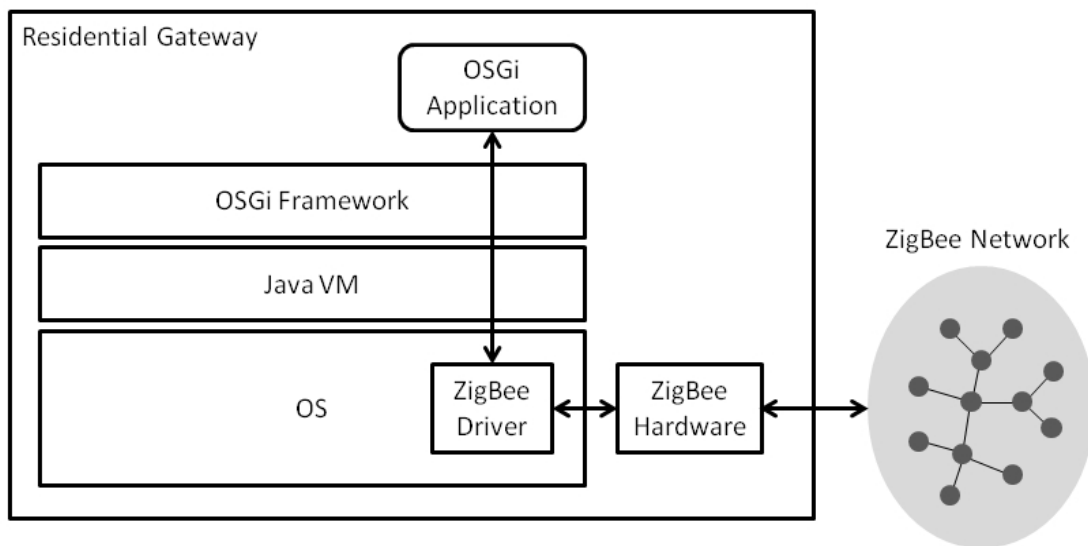 Residential Gateway
OSGi
Application
OSGi Framework
Java VM
OS
ZigBee
Driver
ZigBee
Hardware
ZigBee Network